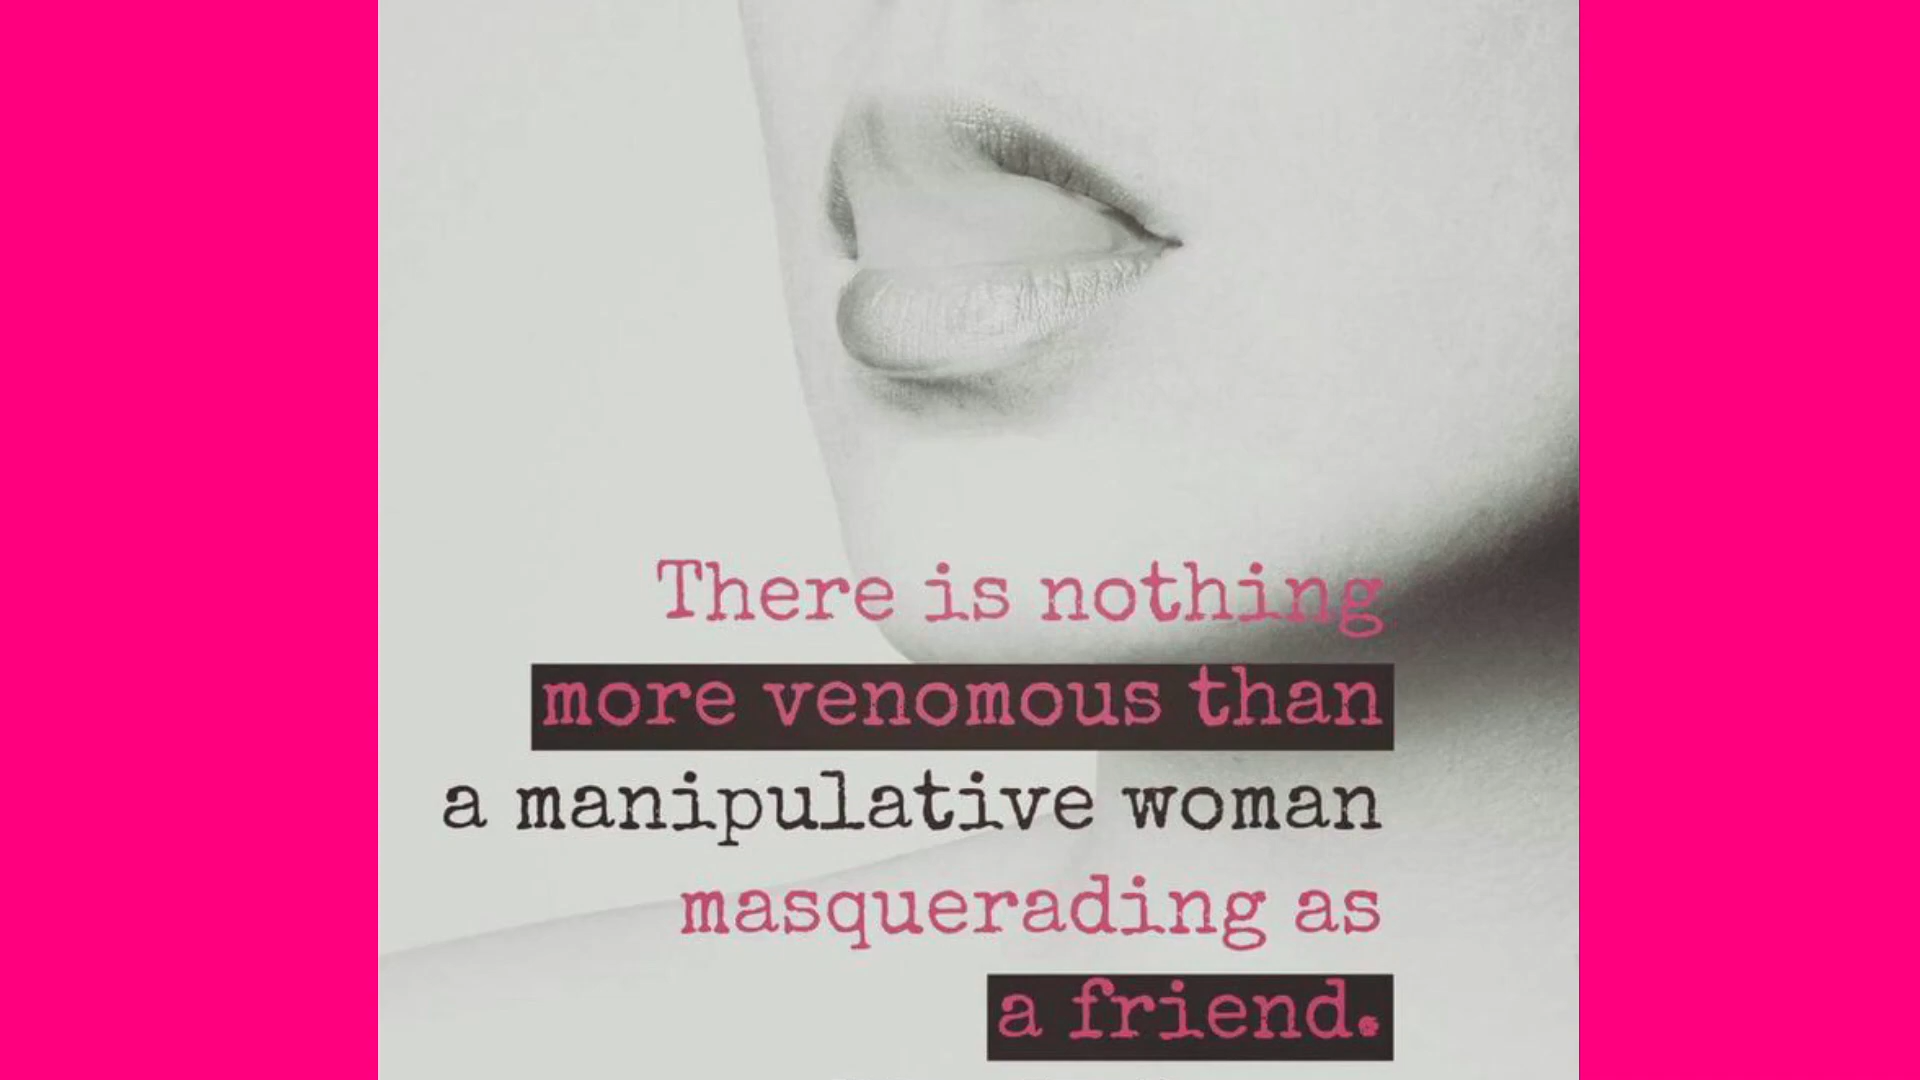 There is nothing
more venomous than
a manipulative woman
masquerading as
a friend.